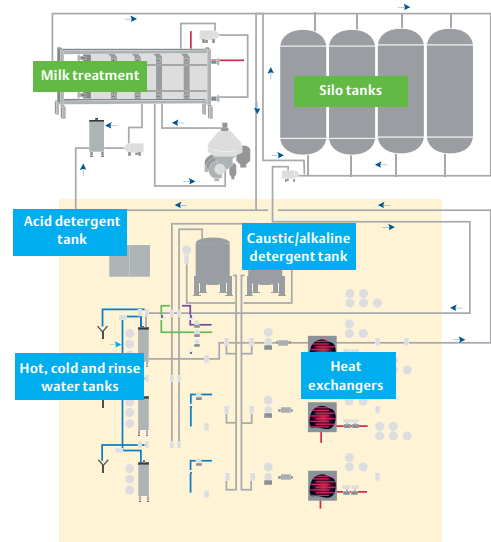 Milk treatment
Silo tanks
Acid detergent
tank
Caustic/alkaline
detergent tank
Hot, cold and rinse
water tanks
Heat
exchangers